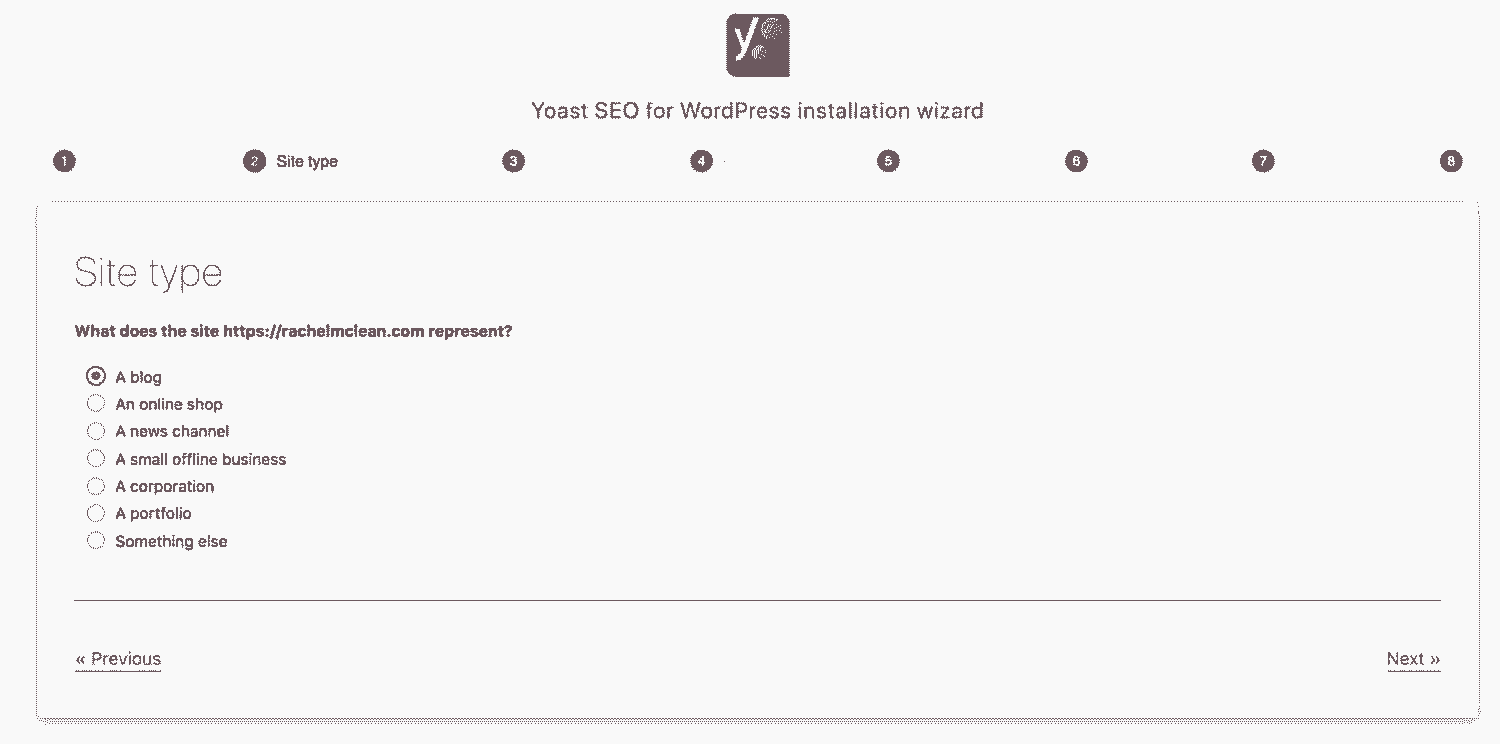 y
Yoast SEO for WordPress installation wizard
1 2 Site type 3 4 5 6 7 8
Site type
What does the site https://rachelmclean.com represent?
A blog
An online shop
A news channel
A small offline business
A corporation
A portfolio
Something else
« Previous Next »